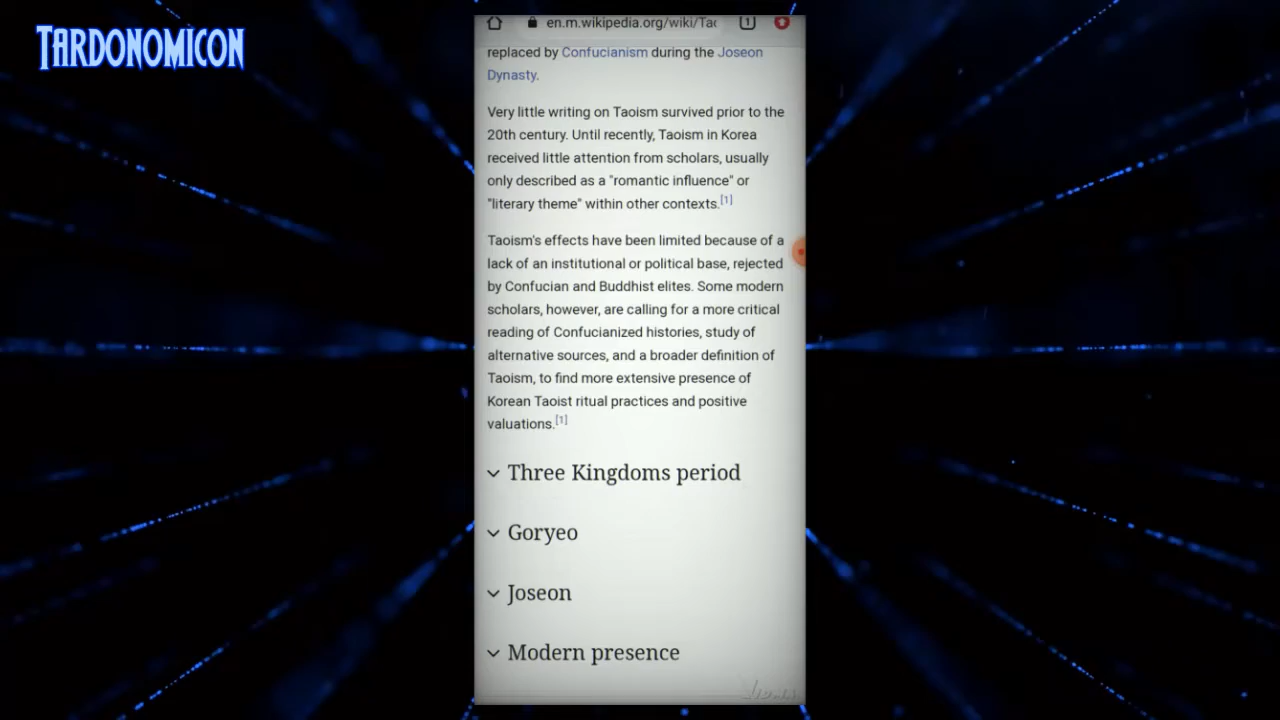 TARDONOMICON
en.m.wikipedia.org/wiki/Tao
1
replaced by Confucianism during the Joseon
Dynasty.
Very little writing on Taoism survived prior to the
20th century. Until recently, Taoism in Korea
received little attention from scholars, usually
only described as a "romantic influence" or
"literary theme" within other contexts.[1]
Taoism's effects have been limited because of a
lack of an institutional or political base, rejected
by Confucian and Buddhist elites. Some modern
scholars, however, are calling for a more critical
reading of Confucianized histories, study of
alternative sources, and a broader definition of
Taoism, to find more extensive presence of
Korean Taoist ritual practices and positive
valuations.[1]
Three Kingdoms period
Goryeo
Joseon
Modern presence